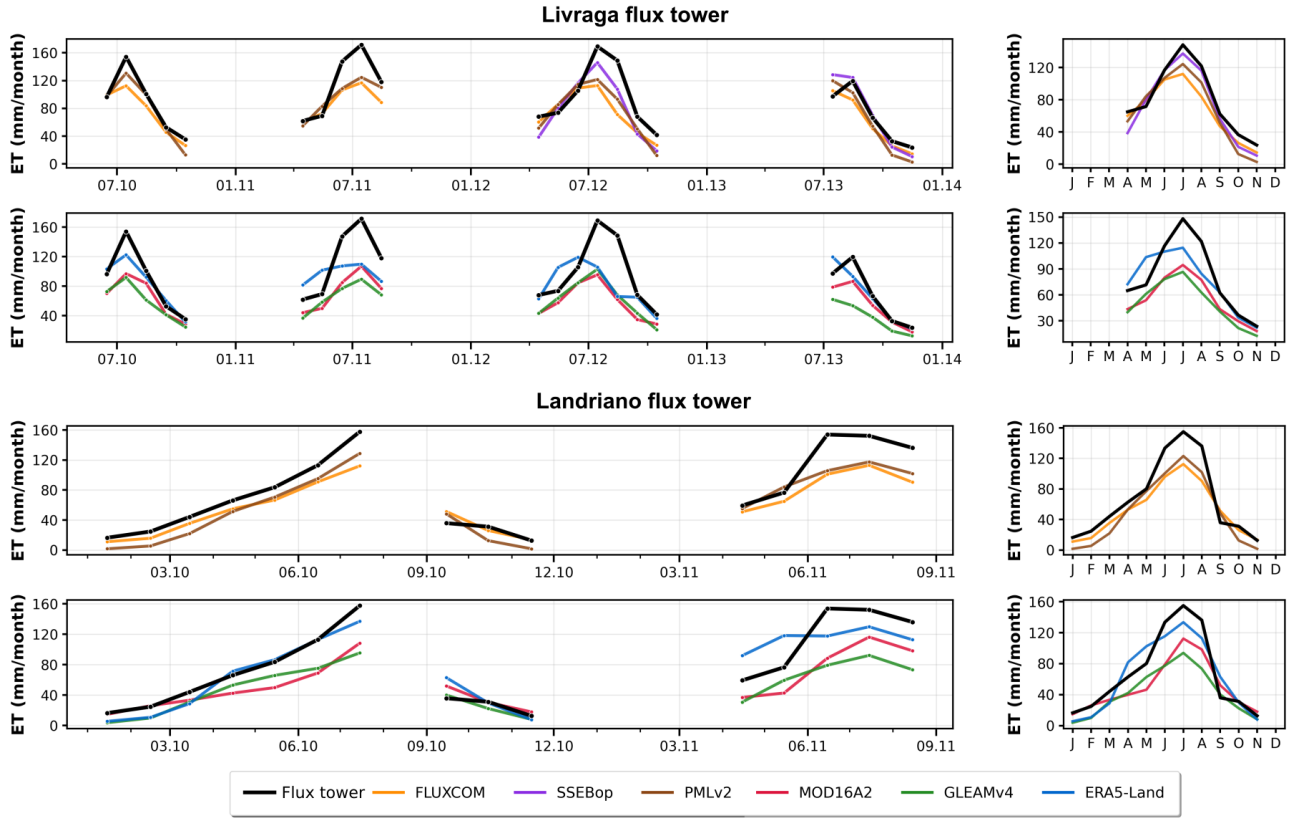 Livraga flux tower
ET (mm/month)
160
120
80
40
0
07.10 01.11 07.11 01.12 07.12 01.13 07.13 01.14
ET (mm/month)
120
80
40
0
J F M A M J J A S O N D
ET (mm/month)
160
120
80
40
07.10 01.11 07.11 01.12 07.12 01.13 07.13 01.14
ET (mm/month)
150
120
90
60
30
J F M A M J J A S O N D
Landriano flux tower
ET (mm/month)
160
120
80
40
0
03.10 06.10 09.10 12.10 03.11 06.11 09.11
ET (mm/month)
160
120
80
40
0
J F M A M J J A S O N D
ET (mm/month)
160
120
80
40
0
03.10 06.10 09.10 12.10 03.11 06.11 09.11
ET (mm/month)
160
120
80
40
0
J F M A M J J A S O N D
Flux tower FLUXCOM SSEBop PMLv2 MOD16A2 GLEAMv4 ERA5-Land